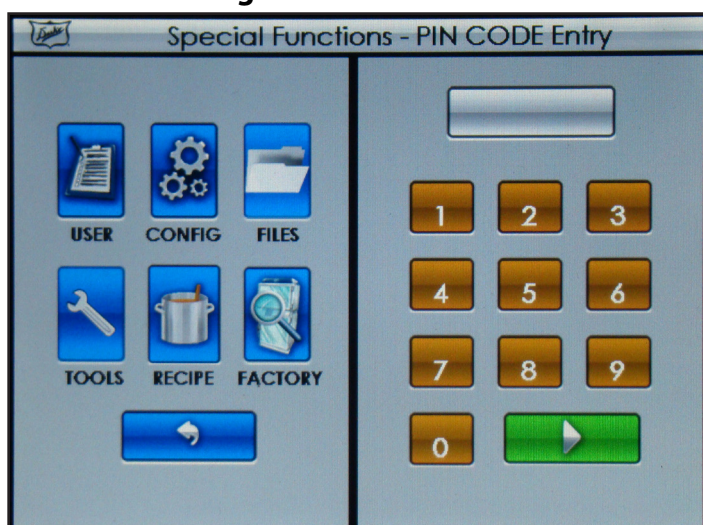 Special Functions - PIN CODE Entry
USER CONFIG FILES
TOOLS RECIPE FACTORY
1 2 3
4 5 6
7 8 9
0